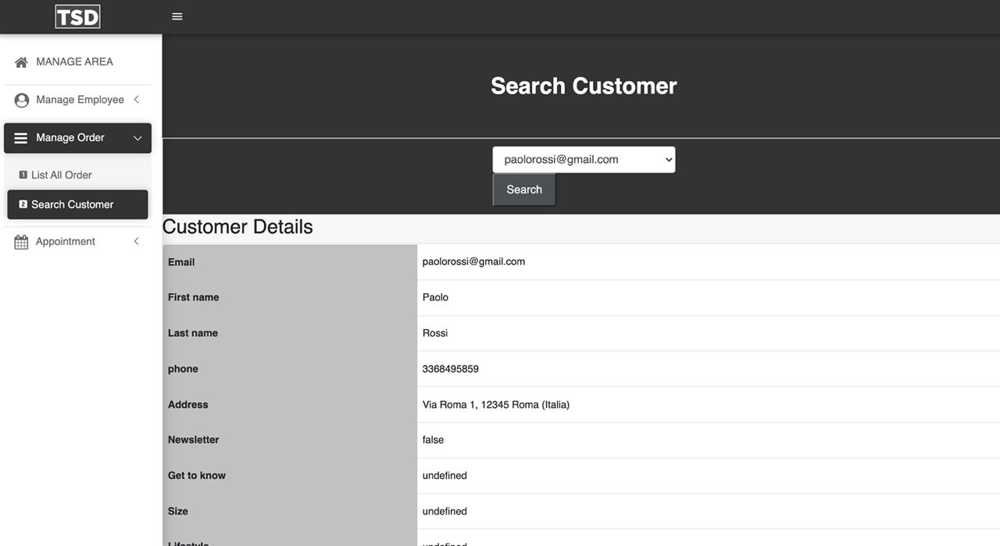 TSD
MANAGE AREA
Manage Employee
Manage Order
1 List All Order
2 Search Customer
Appointment
Search Customer
paolorossi@gmail.com
Search
Customer Details
Email paolorossi@gmail.com
First name Paolo
Last name Rossi
phone 3368495859
Address Via Roma 1, 12345 Roma (Italia)
Newsletter false
Get to know undefined
Size undefined
Lifestyle undefined